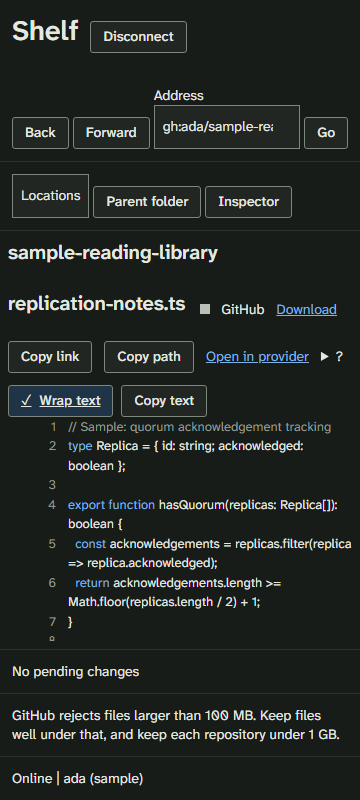 Shelf
Disconnect
Address
Back
Forward
gh:ada/sample-rea
Go
Locations
Parent folder
Inspector
sample-reading-library
replication-notes.ts
GitHub
Download
Copy link
Copy path
Open in provider
▶ ?
✓ Wrap text
Copy text
1 // Sample: quorum acknowledgement tracking
2 type Replica = { id: string; acknowledged:
boolean };
3
4 export function hasQuorum(replicas: Replica[]):
boolean {
5 const acknowledgements = replicas.filter(replica
=> replica.acknowledged);
6 return acknowledgements.length >=
Math.floor(replicas.length / 2) + 1;
7 }
No pending changes
GitHub rejects files larger than 100 MB. Keep files
well under that, and keep each repository under 1 GB.
Online | ada (sample)